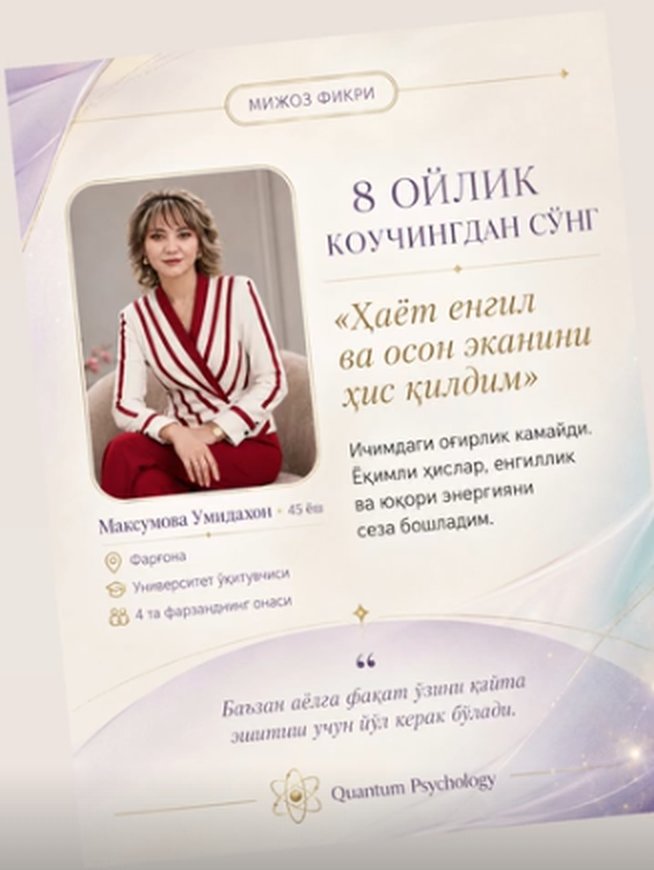 МИЖОЗ ФИКРИ
8 ОЙЛИК
КОУЧИНГДАН СЎНГ
«Ҳаёт енгил
ва осон эканини
ҳис қилдим»
Ичимдаги оғирлик камайди.
Ёқимли ҳислар, енгиллик
ва юқори энергияни
сеза бошладим.
Максумова Умидахон • 45 ёш
Фарғона
Университет ўқитувчиси
4 та фарзанднинг онаси
“
Баъзан аёлга фақат ўзини қайта
эшитиш учун йўл керак бўлади.
Quantum Psychology